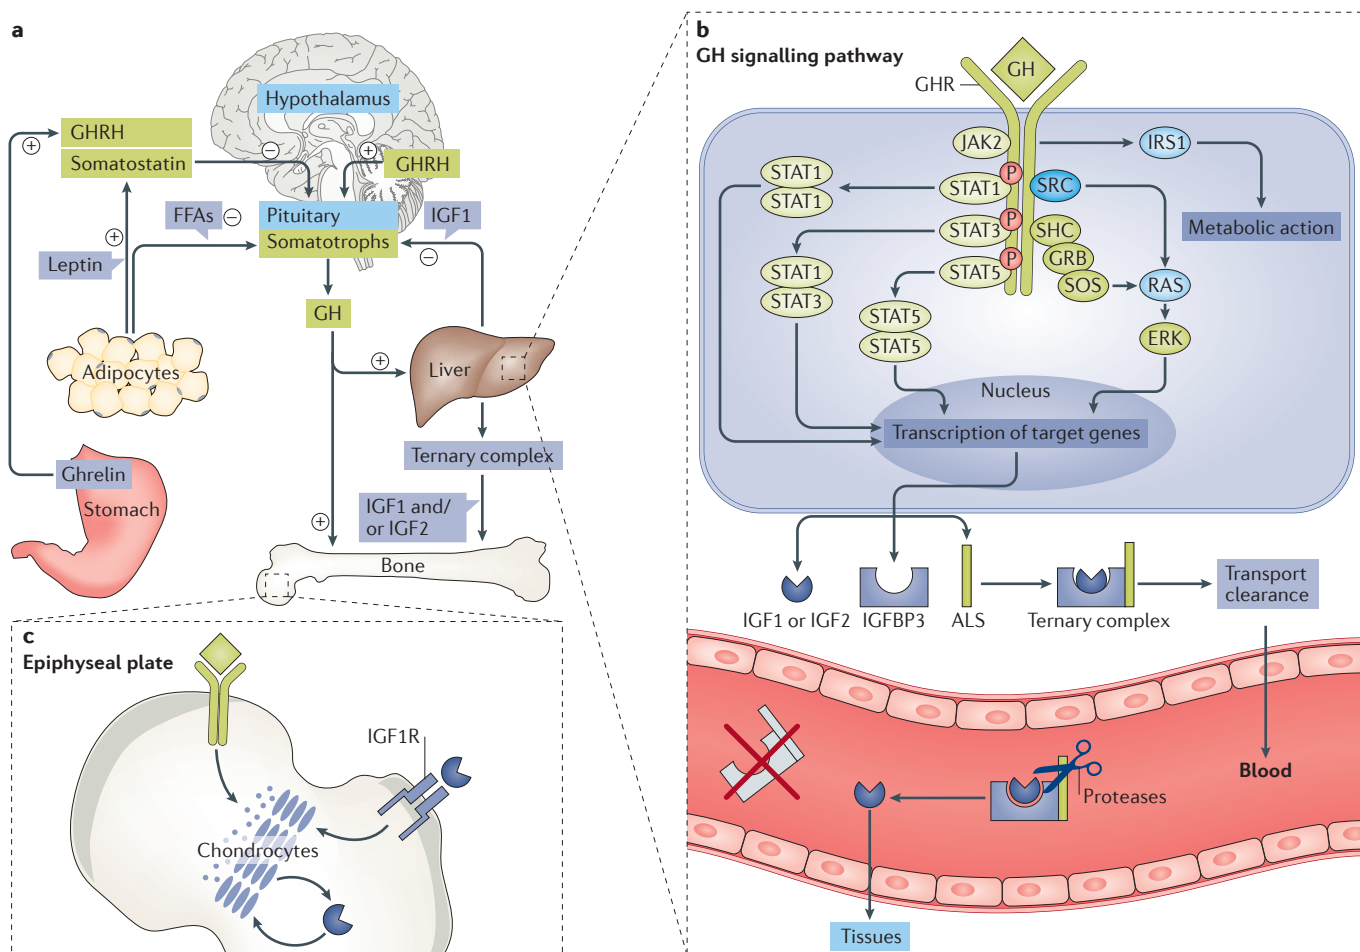 a
Hypothalamus
GHRH
Somatostatin
GHRH
FFAs
Pituitary
Somatotrophs
IGF1
Leptin
GH
Adipocytes
Liver
Ternary complex
Ghrelin
Stomach
IGF1 and/
or IGF2
Bone
b
GH signalling pathway
GH
GHR
JAK2
IRS1
STAT1
STAT1
STAT1
P
SRC
STAT3
P
SHC
Metabolic action
STAT1
STAT3
STAT5
P
GRB
SOS
RAS
STAT5
STAT5
ERK
Nucleus
Transcription of target genes
IGF1 or IGF2
IGFBP3
ALS
Ternary complex
Transport
clearance
Blood
Proteases
Tissues
c
Epiphyseal plate
IGF1R
Chondrocytes